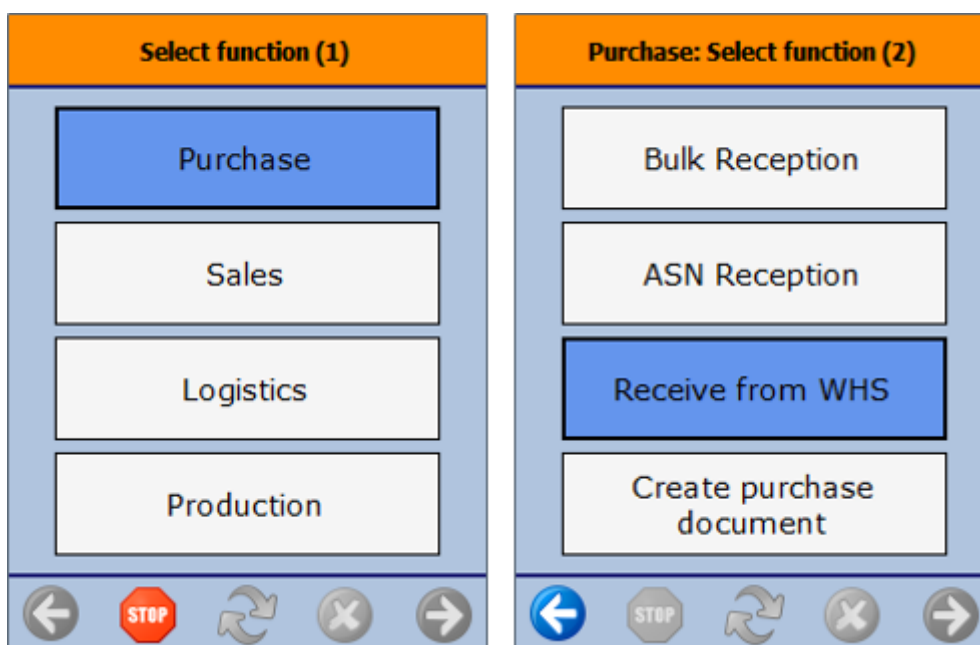 Select function (1)
Purchase
Sales
Logistics
Production
STOP
Purchase: Select function (2)
Bulk Reception
ASN Reception
Receive from WHS
Create purchase
document
STOP